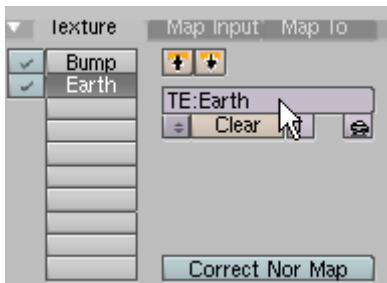 Texture Map Input Map To
Bump
Earth
TE:Earth
Clear
Correct Nor Map